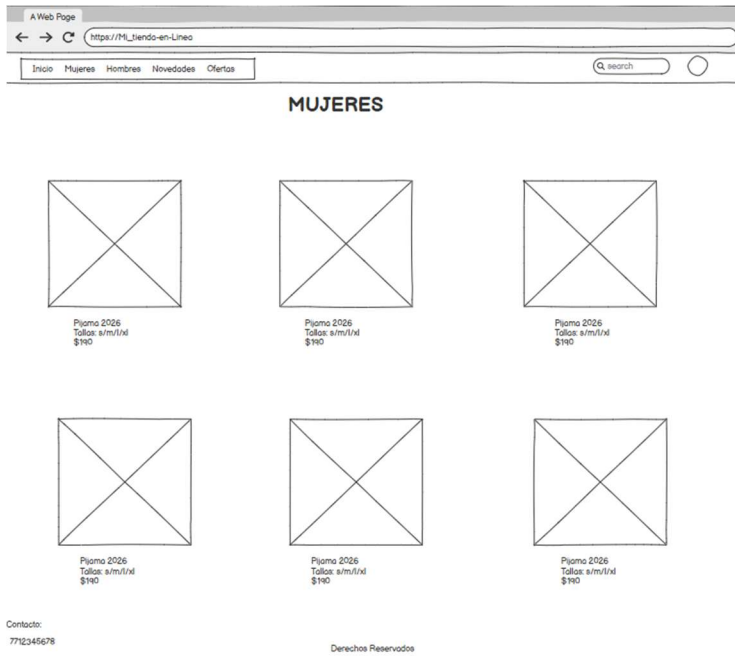 A Web Page
https://Mi_tienda-en-Linea
Inicio Mujeres Hombres Novedades Ofertas
search
MUJERES
Pijama 2026
Tallas: s/m/l/xl
$190
Pijama 2026
Tallas: s/m/l/xl
$190
Pijama 2026
Tallas: s/m/l/xl
$190
Pijama 2026
Tallas: s/m/l/xl
$190
Pijama 2026
Tallas: s/m/l/xl
$190
Pijama 2026
Tallas: s/m/l/xl
$190
Contacto:
7712345678
Derechos Reservados